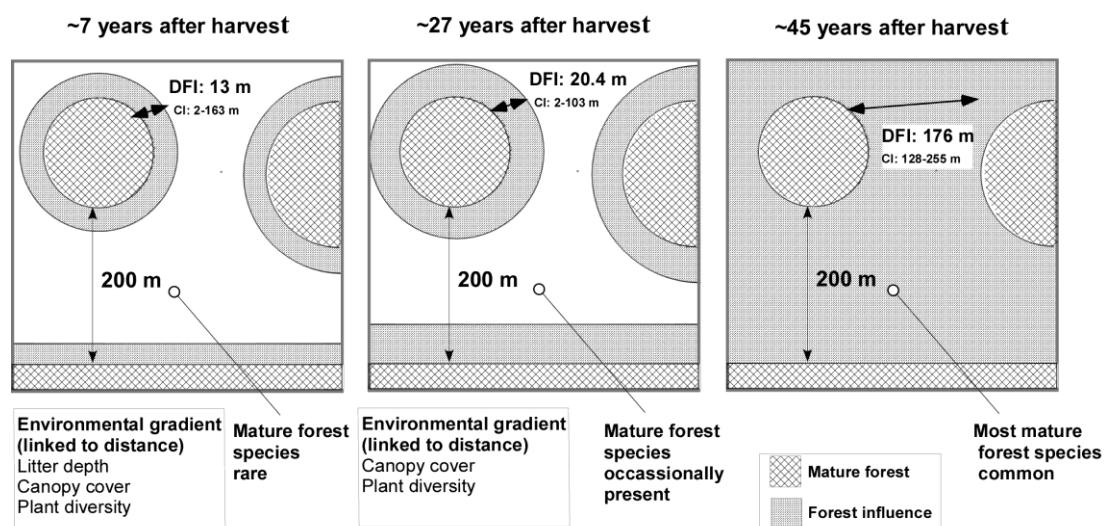 ~7 years after harvest
~27 years after harvest
~45 years after harvest
DFI: 13 m
CI: 2-163 m
DFI: 20.4 m
CI: 2-103 m
DFI: 176 m
CI: 128-255 m
200 m
200 m
200 m
Environmental gradient
(linked to distance)
Litter depth
Canopy cover
Plant diversity
Mature forest
species
rare
Environmental gradient
(linked to distance)
Canopy cover
Plant diversity
Mature forest
species
occassionally
present
Most mature
forest species
common
Mature forest
Forest influence